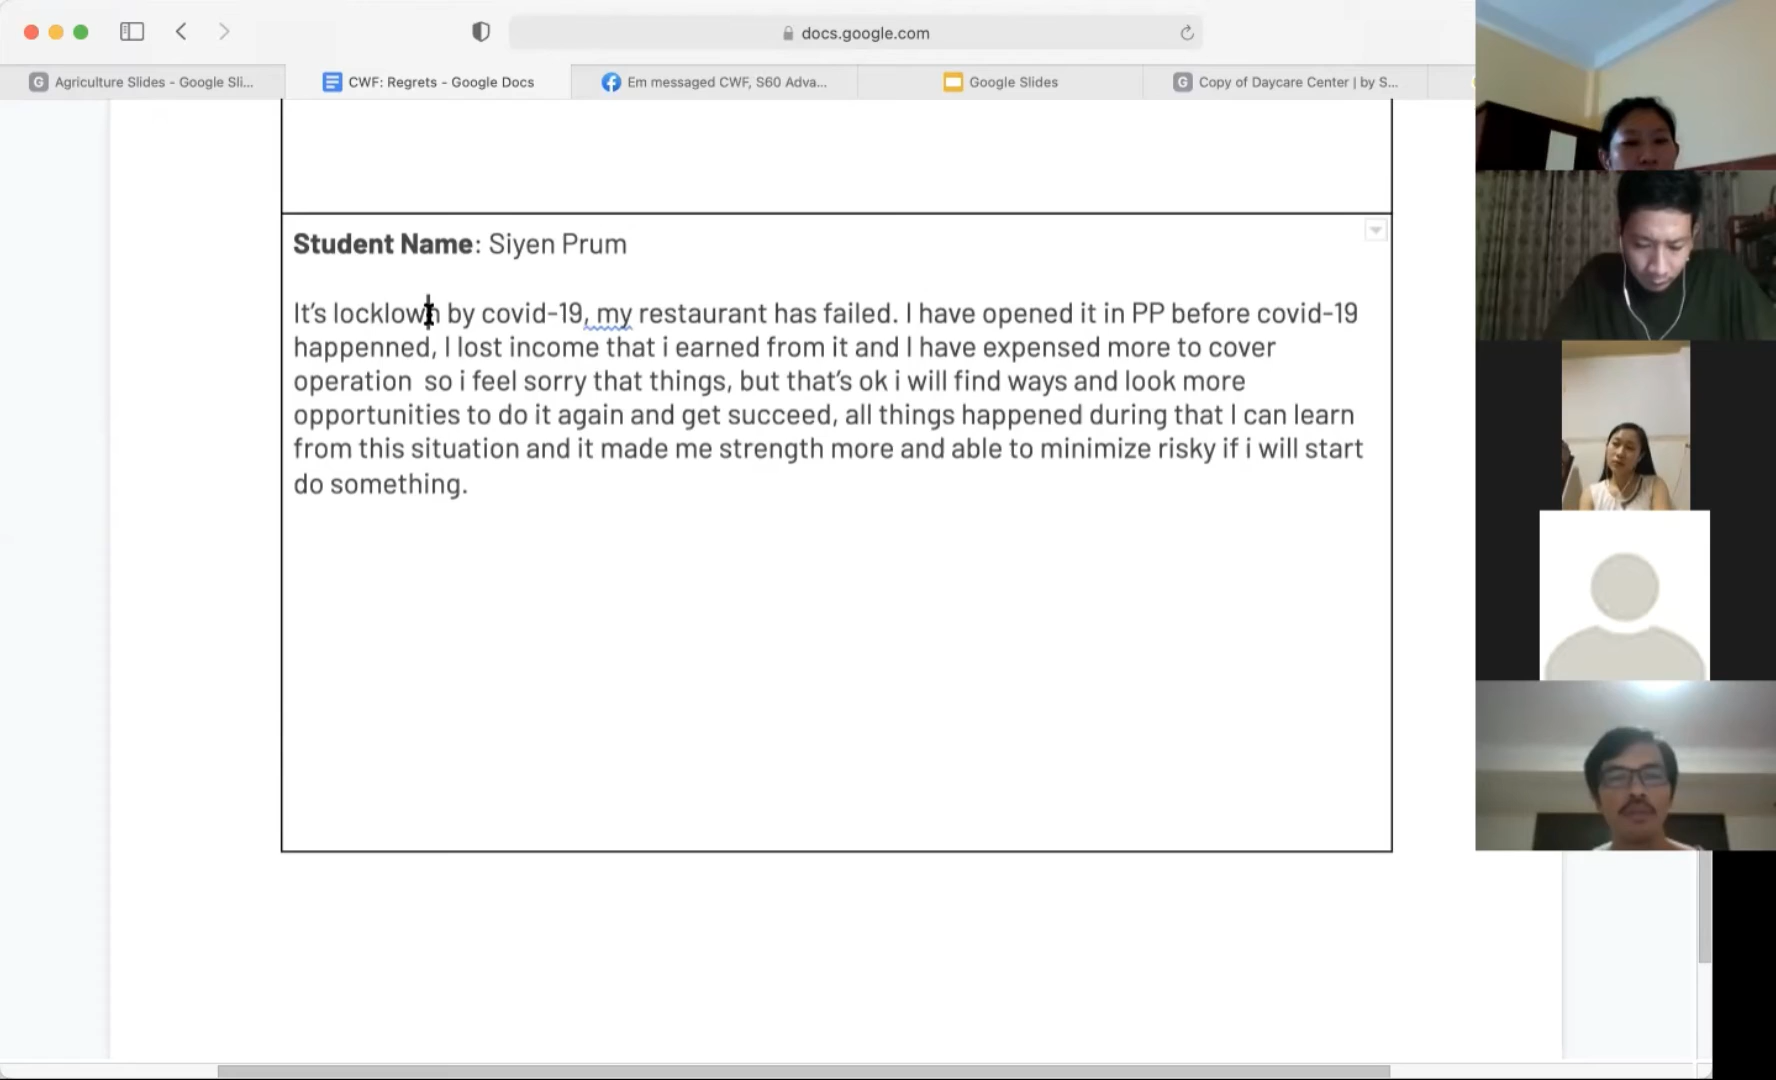 docs.google.com
Agriculture Slides - Google Sli...
CWF: Regrets - Google Docs
Em messaged CWF, S60 Adva...
Google Slides
Copy of Daycare Center | by S...
Student Name: Siyen Prum
It's locklown by covid-19, my restaurant has failed. I have opened it in PP before covid-19
happenned, I lost income that i earned from it and I have expensed more to cover
operation  so i feel sorry that things, but that's ok i will find ways and look more
opportunities to do it again and get succeed, all things happened during that I can learn
from this situation and it made me strength more and able to minimize risky if i will start
do something.